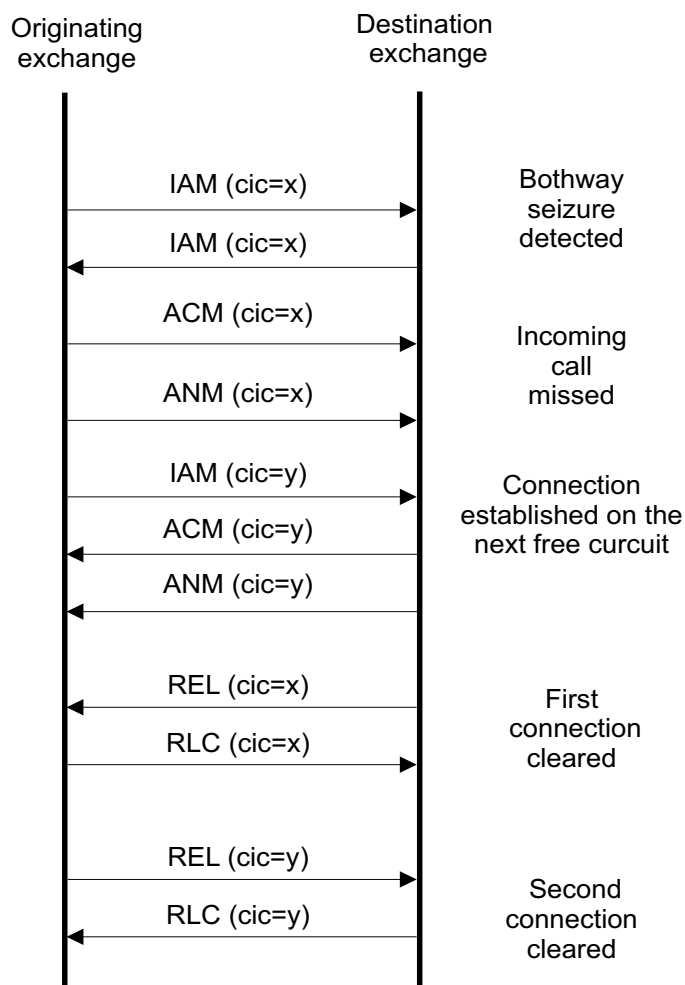 Originating
exchange
Destination
exchange
IAM (cic=x)
Bothway
seizure
detected
IAM (cic=x)
ACM (cic=x)
Incoming
call
missed
ANM (cic=x)
IAM (cic=y)
Connection
established on the
next free curcuit
ACM (cic=y)
ANM (cic=y)
REL (cic=x)
First
connection
cleared
RLC (cic=x)
REL (cic=y)
Second
connection
cleared
RLC (cic=y)